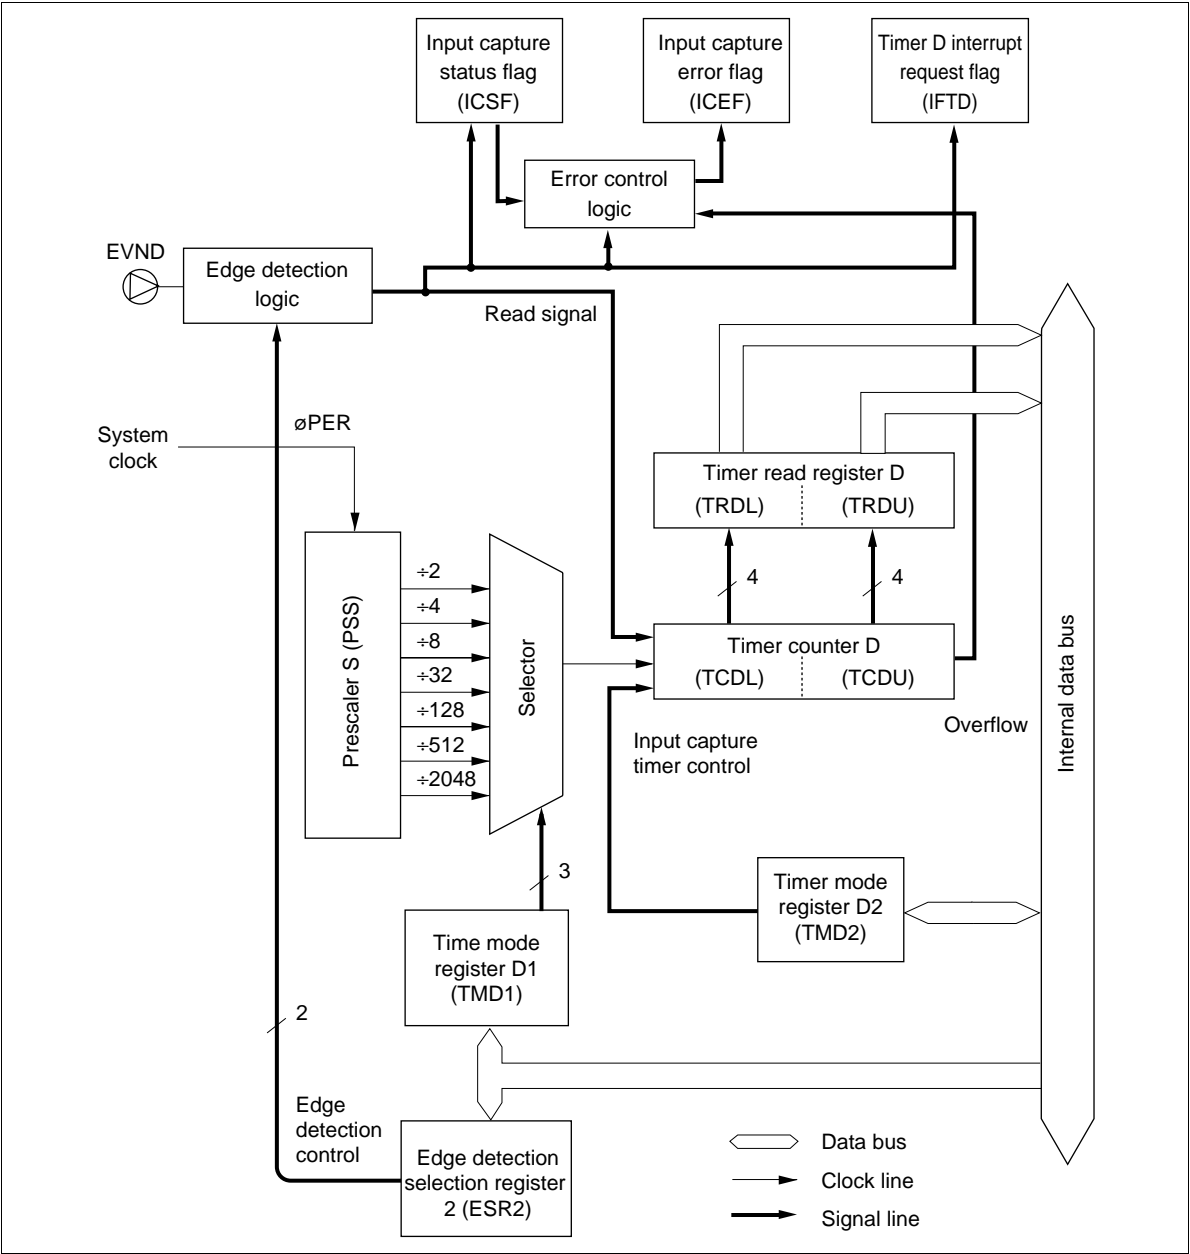 Input capture
status flag
(ICSF)
Input capture
error flag
(ICEF)
Timer D interrupt
request flag
(IFTD)
Error control
logic
EVND
Edge detection
logic
Read signal
øPER
System
clock
Timer read register D
(TRDL)
(TRDU)
÷2
÷4
÷8
÷32
÷128
÷512
÷2048
Prescaler S (PSS)
Selector
4
4
Timer counter D
(TCDL)
(TCDU)
Internal data bus
Overflow
Input capture
timer control
3
Timer mode
register D2
(TMD2)
Time mode
register D1
(TMD1)
2
Edge
detection
control
Edge detection
selection register
2 (ESR2)
Data bus
Clock line
Signal line